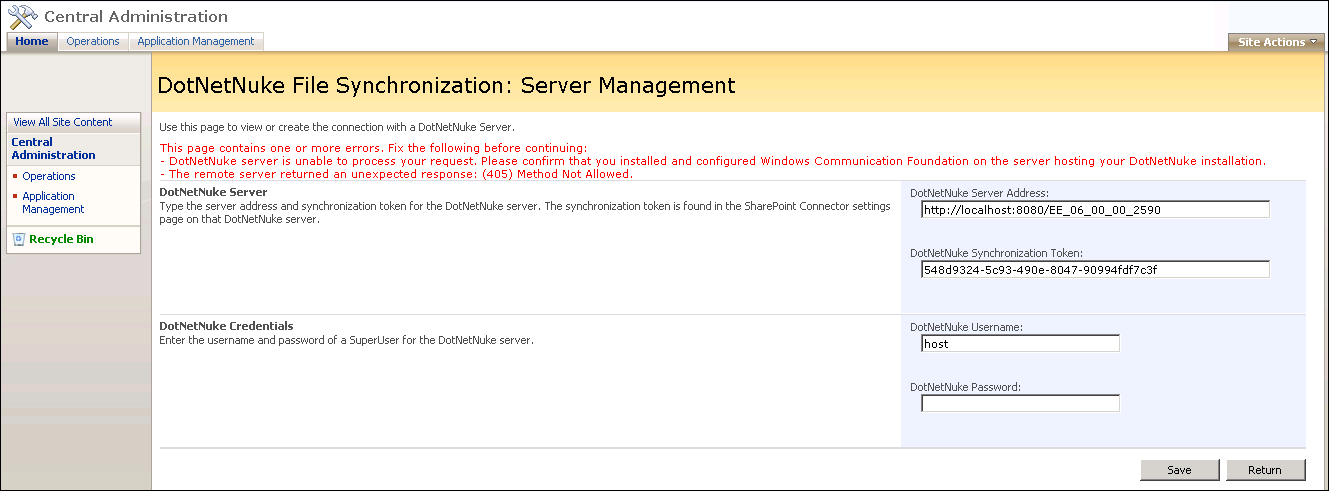 Central Administration
Home Operations Application Management
Site Actions
DotNetNuke File Synchronization: Server Management
View All Site Content
Central
Administration
Operations
Application
Management
Recycle Bin
Use this page to view or create the connection with a DotNetNuke Server.
This page contains one or more errors. Fix the following before continuing:
- DotNetNuke server is unable to process your request. Please confirm that you installed and configured Windows Communication Foundation on the server hosting your DotNetNuke installation.
- The remote server returned an unexpected response: (405) Method Not Allowed.
DotNetNuke Server
Type the server address and synchronization token for the DotNetNuke server. The synchronization token is found in the SharePoint Connector settings
page on that DotNetNuke server.
DotNetNuke Server Address:
http://localhost:8080/EE_06_00_00_2590
DotNetNuke Synchronization Token:
548d9324-5c93-490e-8047-90994fdf7c3f
DotNetNuke Credentials
Enter the username and password of a SuperUser for the DotNetNuke server.
DotNetNuke Username:
host
DotNetNuke Password:
Save Return